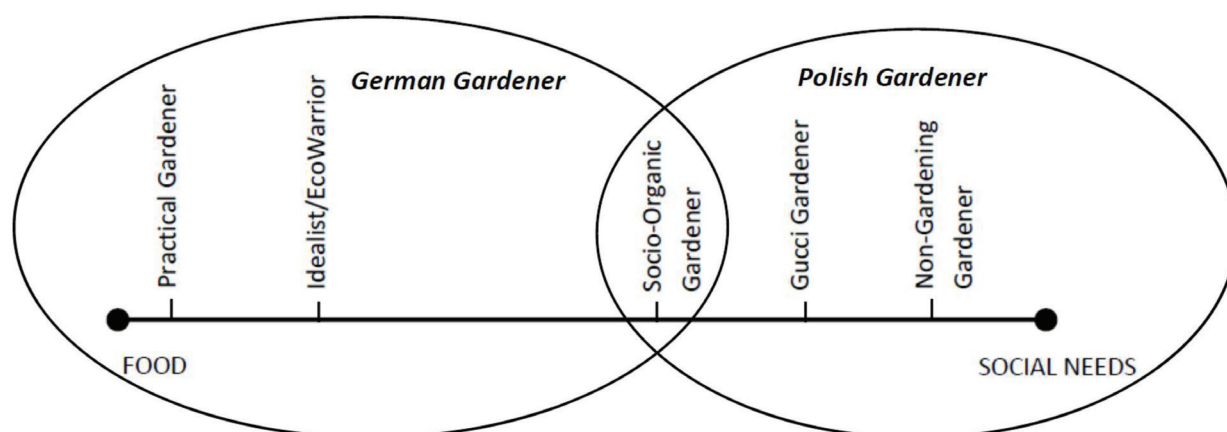 German Gardener
Polish Gardener
Practical Gardener
Idealist/EcoWarrior
Socio-Organic
Gardener
Gucci Gardener
Non-Gardening
Gardener
FOOD
SOCIAL NEEDS